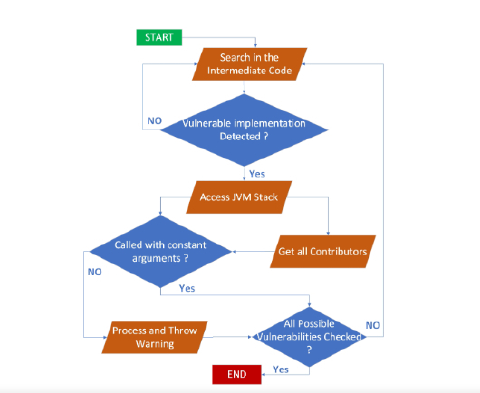 START
Search in the
Intermediate Code
NO
Vulnerable implementation
Detected ?
Yes
Access JVM Stack
Called with constant
arguments ?
Get all Contributors
NO
Yes
Process and Throw
Warning
All Possible
Vulnerabilities Checked
?
NO
Yes
END